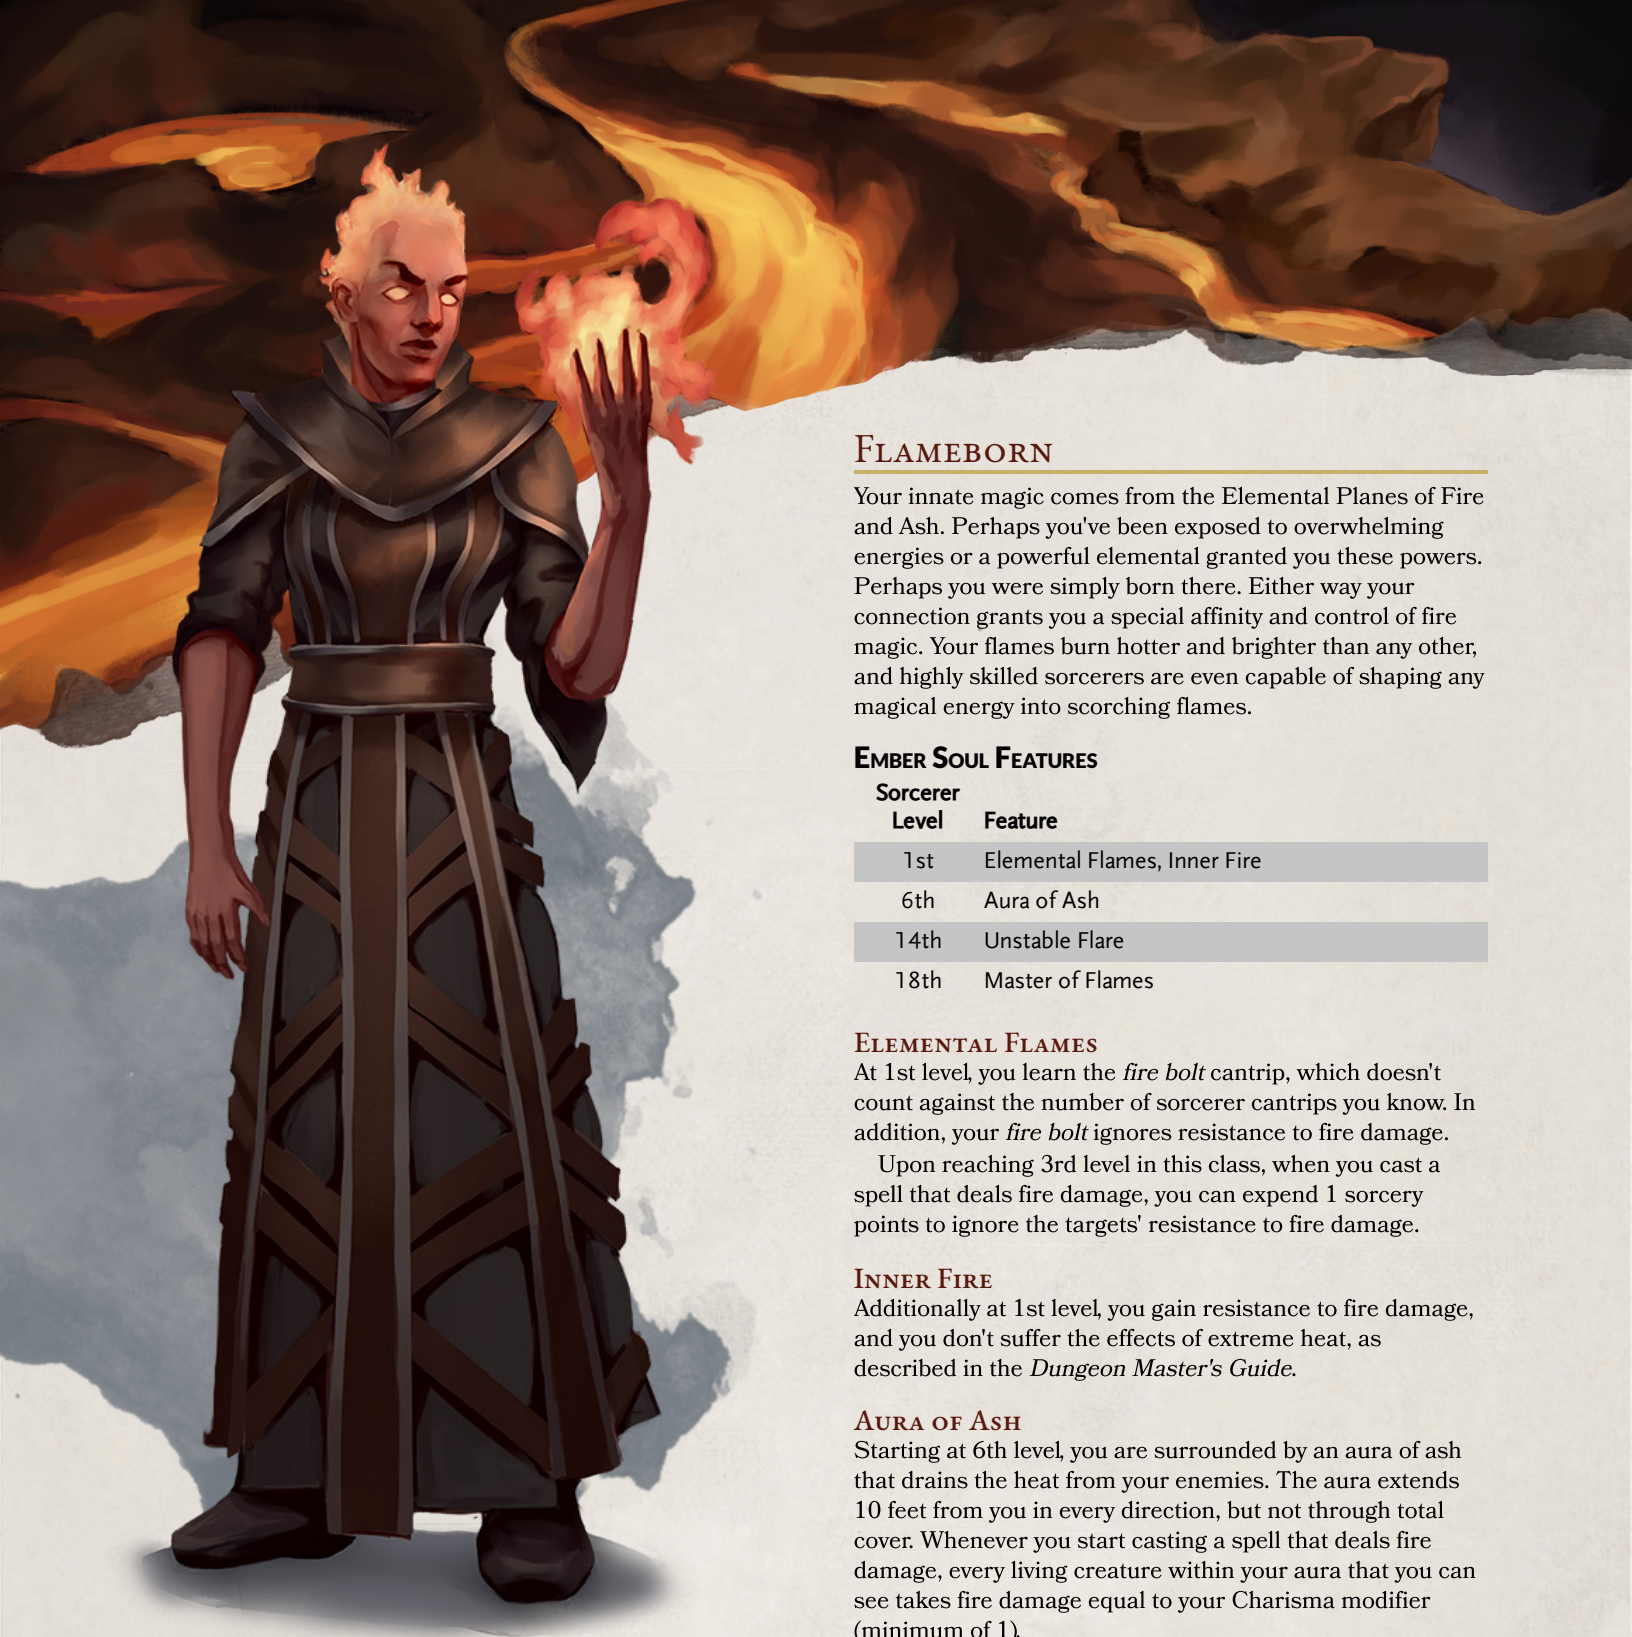 Flameborn
Your innate magic comes from the Elemental Planes of Fire
and Ash. Perhaps you've been exposed to overwhelming
energies or a powerful elemental granted you these powers.
Perhaps you were simply born there. Either way your
connection grants you a special affinity and control of fire
magic. Your flames burn hotter and brighter than any other,
and highly skilled sorcerers are even capable of shaping any
magical energy into scorching flames.
Ember Soul Features
Sorcerer
Level Feature
1st Elemental Flames, Inner Fire
6th Aura of Ash
14th Unstable Flare
18th Master of Flames
Elemental Flames
At 1st level, you learn the fire bolt cantrip, which doesn't
count against the number of sorcerer cantrips you know. In
addition, your fire bolt ignores resistance to fire damage.
Upon reaching 3rd level in this class, when you cast a
spell that deals fire damage, you can expend 1 sorcery
points to ignore the targets' resistance to fire damage.
Inner Fire
Additionally at 1st level, you gain resistance to fire damage,
and you don't suffer the effects of extreme heat, as
described in the Dungeon Master's Guide.
Aura of Ash
Starting at 6th level, you are surrounded by an aura of ash
that drains the heat from your enemies. The aura extends
10 feet from you in every direction, but not through total
cover. Whenever you start casting a spell that deals fire
damage, every living creature within your aura that you can
see takes fire damage equal to your Charisma modifier
(minimum of 1).